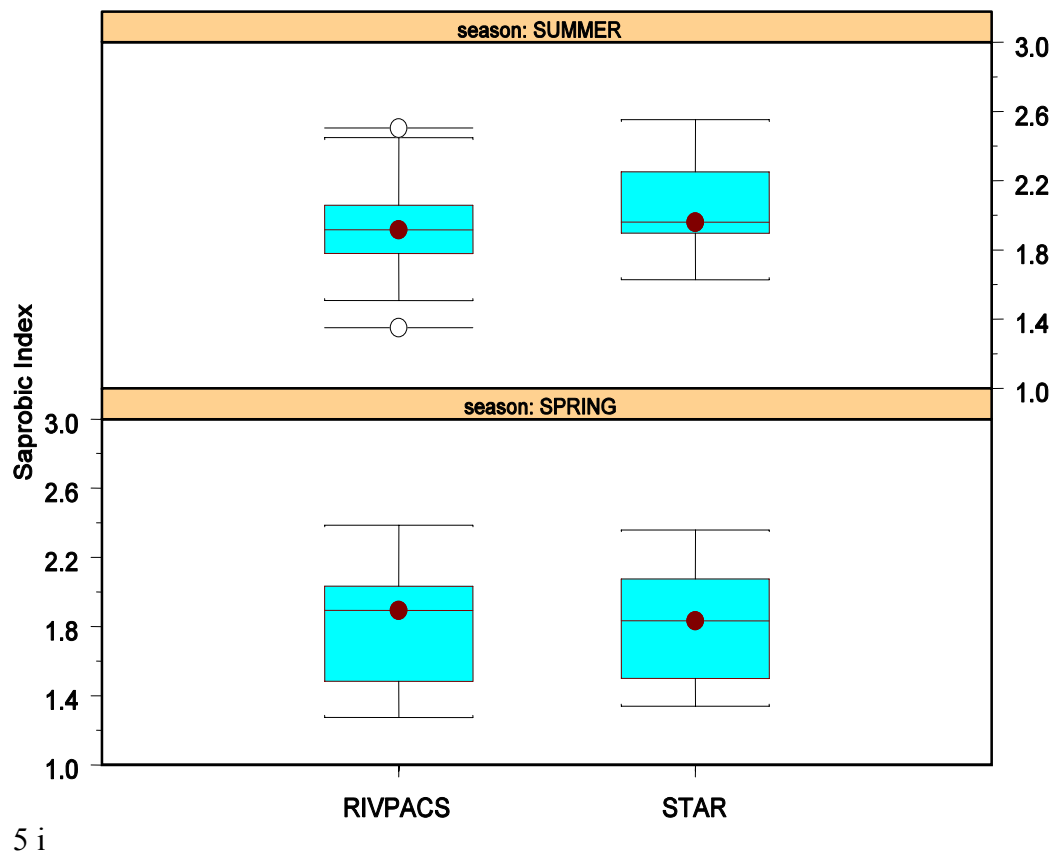 season: SUMMER
3.0
2.6
2.2
1.8
1.4
1.0
Saprobic Index
season: SPRING
3.0
2.6
2.2
1.8
1.4
1.0
RIVPACS STAR
5 i